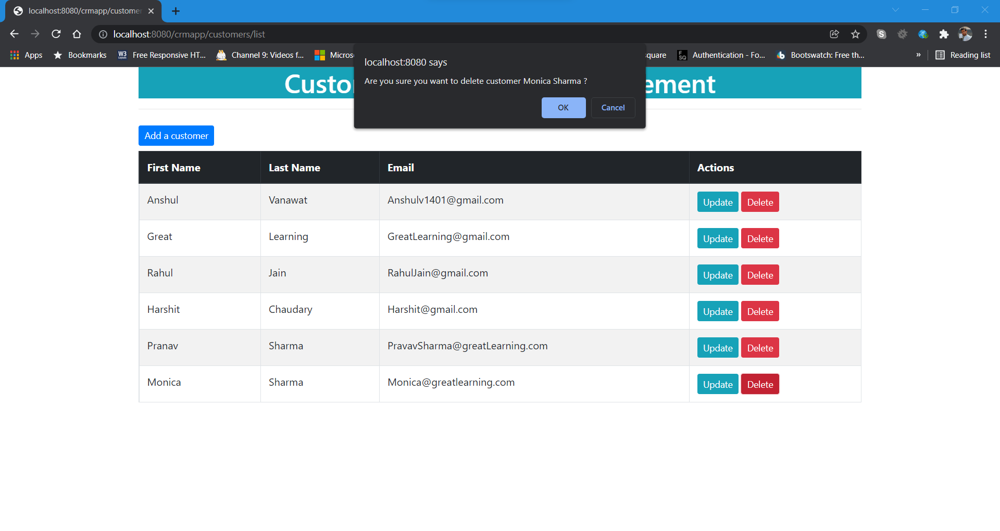 localhost:8080/crmapp/customer
localhost:8080/crmapp/customers/list
Apps Bookmarks W3 Free Responsive HT... Channel 9: Videos f... Micros square FSQ Authentication - Fo... Bootswatch: Free th... » Reading list
localhost:8080 says
Are you sure you want to delete customer Monica Sharma ?
OK Cancel
Custo ement
Add a customer
First Name Last Name Email Actions
Anshul Vanawat Anshulv1401@gmail.com Update Delete
Great Learning GreatLearning@gmail.com Update Delete
Rahul Jain RahulJain@gmail.com Update Delete
Harshit Chaudary Harshit@gmail.com Update Delete
Pranav Sharma PravavSharma@greatLearning.com Update Delete
Monica Sharma Monica@greatlearning.com Update Delete